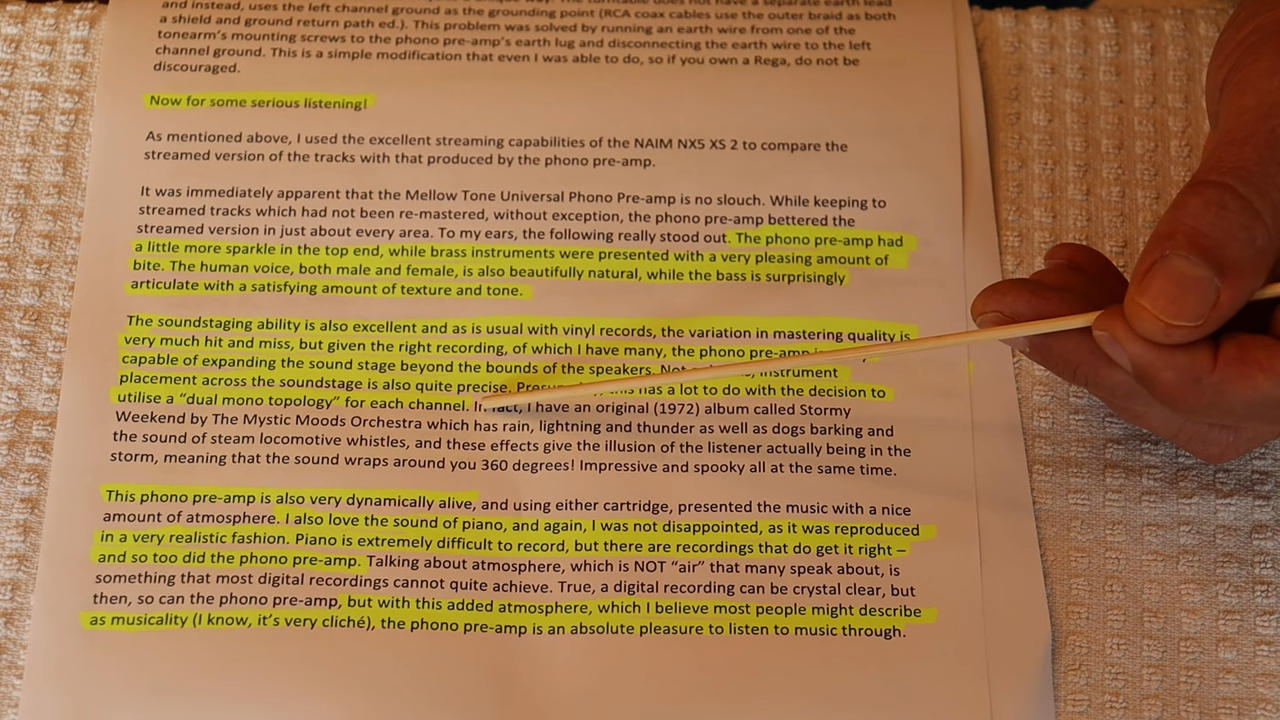 and instead, uses the left channel ground as the grounding point (RCA coax cables use the outer braid as both
a shield and ground return path ed.). This problem was solved by running an earth wire from one of the
tonearm's mounting screws to the phono pre-amp's earth lug and disconnecting the earth wire to the left
channel ground. This is a simple modification that even I was able to do, so if you own a Rega, do not be
discouraged.
Now for some serious listening!
As mentioned above, I used the excellent streaming capabilities of the NAIM NX5 XS 2 to compare the
streamed version of the tracks with that produced by the phono pre-amp.
It was immediately apparent that the Mellow Tone Universal Phono Pre-amp is no slouch. While keeping to
streamed tracks which had not been re-mastered, without exception, the phono pre-amp bettered the
streamed version in just about every area. To my ears, the following really stood out. The phono pre-amp had
a little more sparkle in the top end, while brass instruments were presented with a very pleasing amount of
bite. The human voice, both male and female, is also beautifully natural, while the bass is surprisingly
articulate with a satisfying amount of texture and tone.
The soundstaging ability is also excellent and as is usual with vinyl records, the variation in mastering quality is
very much hit and miss, but given the right recording, of which I have many, the phono pre-amp
capable of expanding the sound stage beyond the bounds of the speakers. instrument
placement across the soundstage is also quite precise. this has a lot to do with the decision to
utilise a “dual mono topology” for each channel. In fact, I have an original (1972) album called Stormy
Weekend by The Mystic Moods Orchestra which has rain, lightning and thunder as well as dogs barking and
the sound of steam locomotive whistles, and these effects give the illusion of the listener actually being in the
storm, meaning that the sound wraps around you 360 degrees! Impressive and spooky all at the same time.
This phono pre-amp is also very dynamically alive, and using either cartridge, presented the music with a nice
amount of atmosphere. I also love the sound of piano, and again, I was not disappointed, as it was reproduced
in a very realistic fashion. Piano is extremely difficult to record, but there are recordings that do get it right –
and so too did the phono pre-amp. Talking about atmosphere, which is NOT “air” that many speak about, is
something that most digital recordings cannot quite achieve. True, a digital recording can be crystal clear, but
then, so can the phono pre-amp, but with this added atmosphere, which I believe most people might describe
as musicality (I know, it's very cliché), the phono pre-amp is an absolute pleasure to listen to music through.